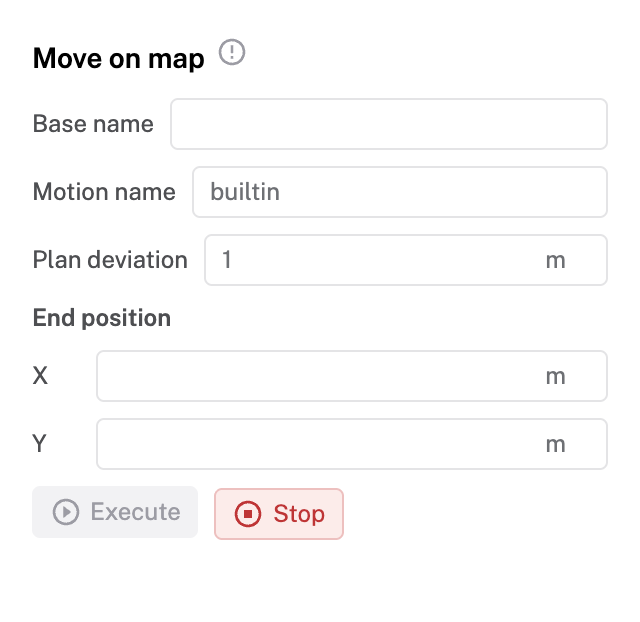 Move on map
Base name
Motion name builtin
Plan deviation 1 m
End position
X m
Y m
Execute Stop